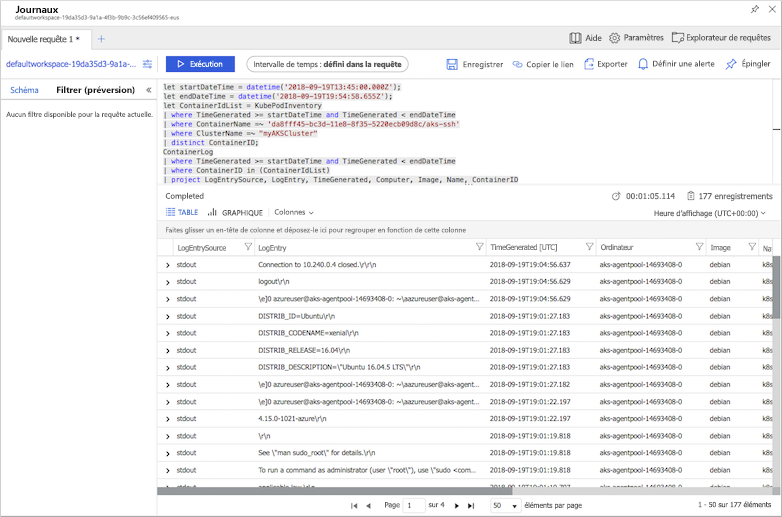 Journaux
defaultworkspace-19da35d3-9a1a-4f3b-9b9c-3c56ef409565-eus
Nouvelle requête 1 *
Aide
Paramètres
Explorateur de requêtes
defaultworkspace-19da35d3-9a1a-...
Exécution
Intervalle de temps : défini dans la requête
Enregistrer
Copier le lien
Exporter
Définir une alerte
Épingler
Schéma
Filtrer (préversion)
Aucun filtre disponible pour la requête actuelle.
let startDateTime = datetime('2018-09-19T13:45:00.000Z');
let endDateTime = datetime('2018-09-19T19:54:58.655Z');
let ContainerIdList = KubePodInventory
| where TimeGenerated >= startDateTime and TimeGenerated < endDateTime
| where ContainerName =~ 'da8fff45-bc3d-11e8-8f35-5220ecb09d8c/aks-ssh'
| where ClusterName =~ "myAKSCluster"
| distinct ContainerID;
ContainerLog
| where TimeGenerated >= startDateTime and TimeGenerated < endDateTime
| where ContainerID in (ContainerIdList)
| project LogEntrySource, LogEntry, TimeGenerated, Computer, Image, Name, ContainerID
Completed
00:01:05.114
177 enregistrements
TABLE
GRAPHIQUE
Colonnes
Heure d'affichage (UTC+00:00)
Faites glisser un en-tête de colonne et déposez-le ici pour regrouper en fonction de cette colonne
LogEntrySource LogEntry TimeGenerated [UTC] Ordinateur Image Na
stdout Connection to 10.240.0.4 closed.\r\r\n 2018-09-19T19:04:56.637 aks-agentpool-14693408-0 debian k8s
stdout logout\r\n 2018-09-19T19:04:56.629 aks-agentpool-14693408-0 debian k8s
stdout \e]0 azureuser@aks-agentpool-14693408-0: ~\aazureuser@aks-agent... 2018-09-19T19:04:56.629 aks-agentpool-14693408-0 debian k8s
stdout DISTRIB_ID=Ubuntu\r\n 2018-09-19T19:01:27.183 aks-agentpool-14693408-0 debian k8s
stdout DISTRIB_CODENAME=xenial\r\n 2018-09-19T19:01:27.183 aks-agentpool-14693408-0 debian k8s
stdout DISTRIB_RELEASE=16.04\r\n 2018-09-19T19:01:27.183 aks-agentpool-14693408-0 debian k8s
stdout DISTRIB_DESCRIPTION=\"Ubuntu 16.04.5 LTS\"\r\n 2018-09-19T19:01:27.183 aks-agentpool-14693408-0 debian k8s
stdout \e]0 azureuser@aks-agentpool-14693408-0: ~\aazureuser@aks-agent... 2018-09-19T19:01:27.182 aks-agentpool-14693408-0 debian k8s
stdout \e]0 azureuser@aks-agentpool-14693408-0: ~\aazureuser@aks-agent... 2018-09-19T19:01:22.197 aks-agentpool-14693408-0 debian k8s
stdout 4.15.0-1021-azure\r\n 2018-09-19T19:01:22.197 aks-agentpool-14693408-0 debian k8s
stdout \r\n 2018-09-19T19:01:19.818 aks-agentpool-14693408-0 debian k8s
stdout See \"man sudo_root\" for details.\r\n 2018-09-19T19:01:19.818 aks-agentpool-14693408-0 debian k8s
stdout To run a command as administrator (user \"root\"), use \"sudo <com... 2018-09-19T19:01:19.818 aks-agentpool-14693408-0 debian k8s
Page 1 sur 4
50 éléments par page
1 - 50 sur 177 éléments